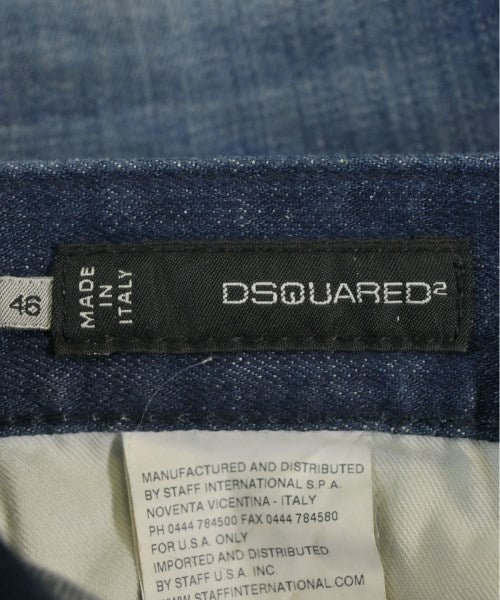 46
MADE
IN
ITALY
DSQUARED²
MANUFACTURED AND DISTRIBUTED
BY STAFF INTERNATIONAL S.P.A.
NOVENTA VICENTINA - ITALY
PH 0444 784500 FAX 0444 784580
FOR U.S.A. ONLY
IMPORTED AND DISTRIBUTED
BY STAFF U.S.A. INC
STAFFINTERNATIONAL.COM